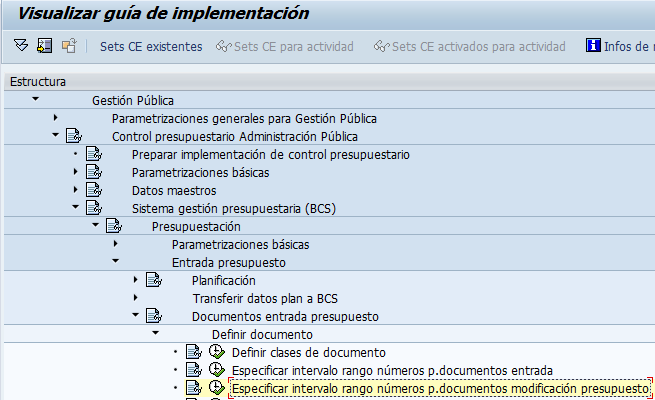 Visualizar guía de implementación
Sets CE existentes Sets CE para actividad Sets CE activados para actividad Infos de
Estructura
Gestión Pública
Parametrizaciones generales para Gestión Pública
Control presupuestario Administración Pública
Preparar implementación de control presupuestario
Parametrizaciones básicas
Datos maestros
Sistema gestión presupuestaria (BCS)
Presupuestación
Parametrizaciones básicas
Entrada presupuesto
Planificación
Transferir datos plan a BCS
Documentos entrada presupuesto
Definir documento
Definir clases de documento
Especificar intervalo rango números p.documentos entrada
Especificar intervalo rango números p.documentos modificación presupuesto